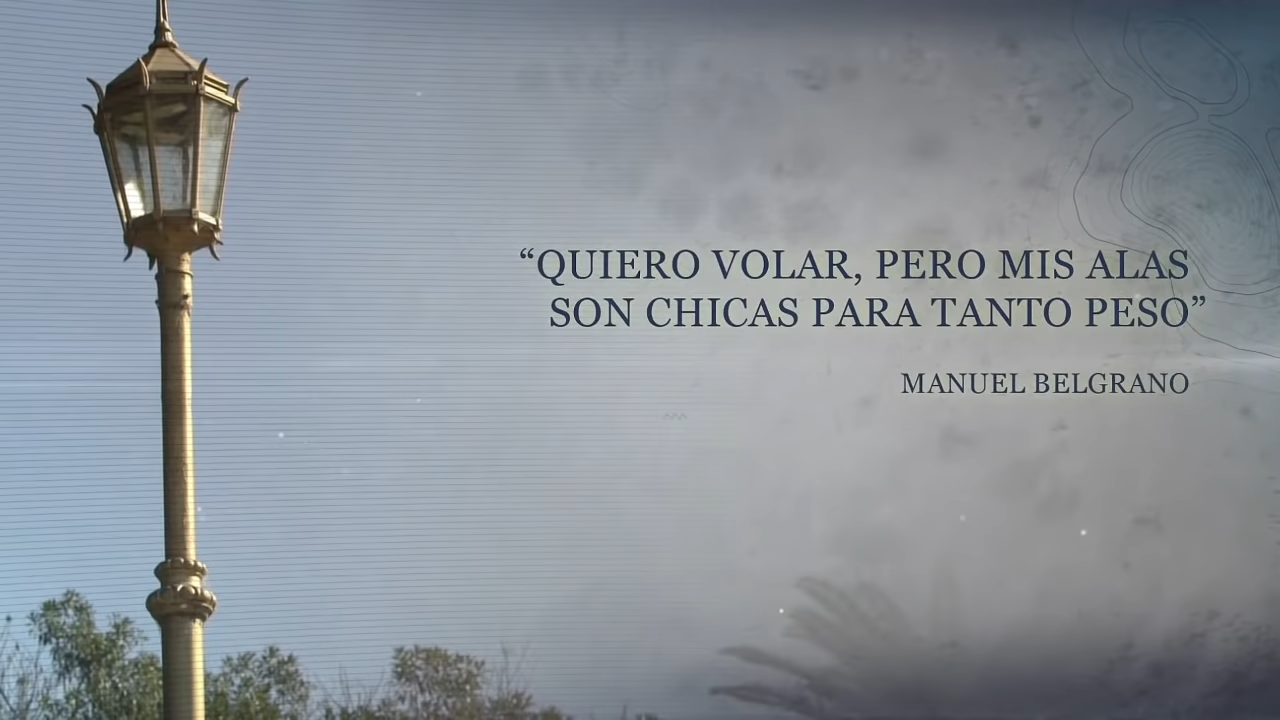 “QUIERO VOLAR, PERO MIS ALAS
SON CHICAS PARA TANTO PESO”
MANUEL BELGRANO